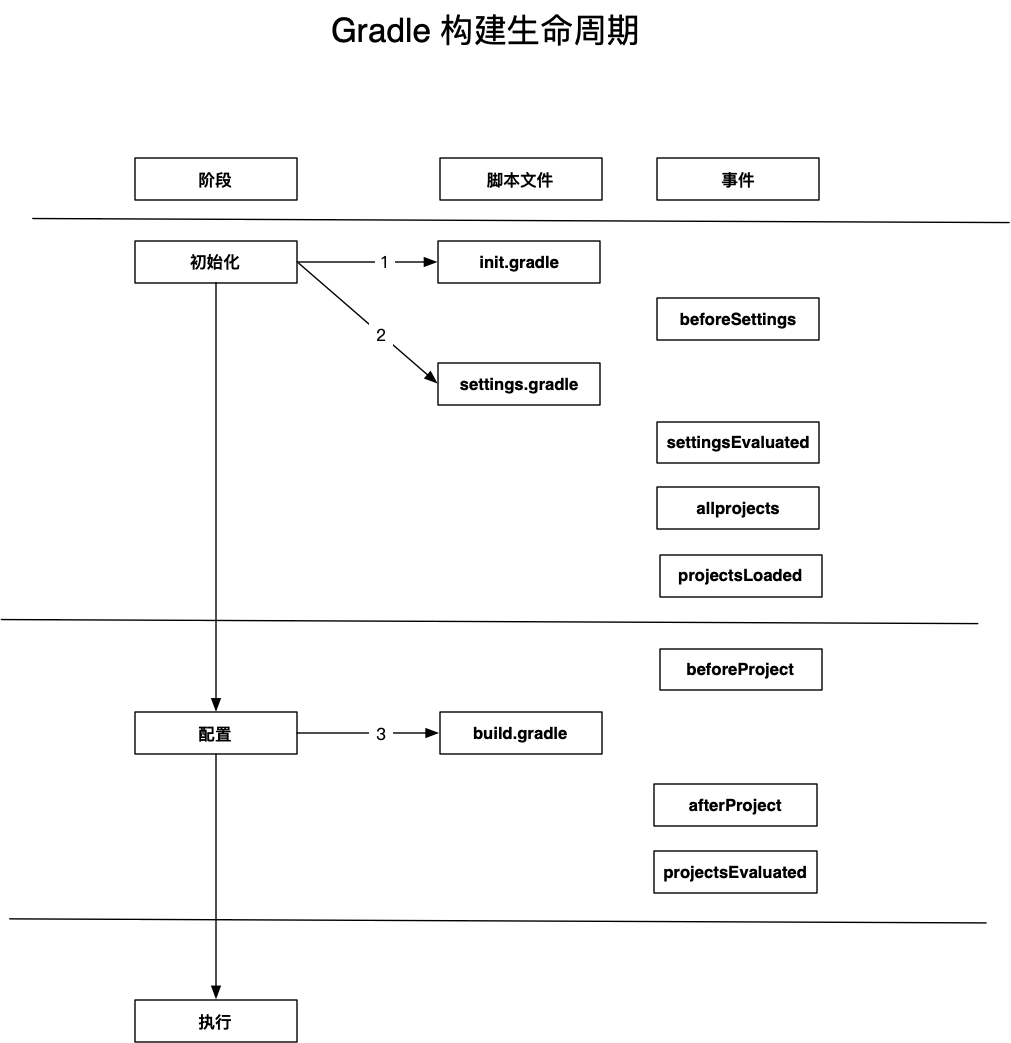 Gradle 构建生命周期
阶段
脚本文件
事件
初始化
1
init.gradle
beforeSettings
2
settings.gradle
settingsEvaluated
allprojects
projectsLoaded
beforeProject
配置
3
build.gradle
afterProject
projectsEvaluated
执行